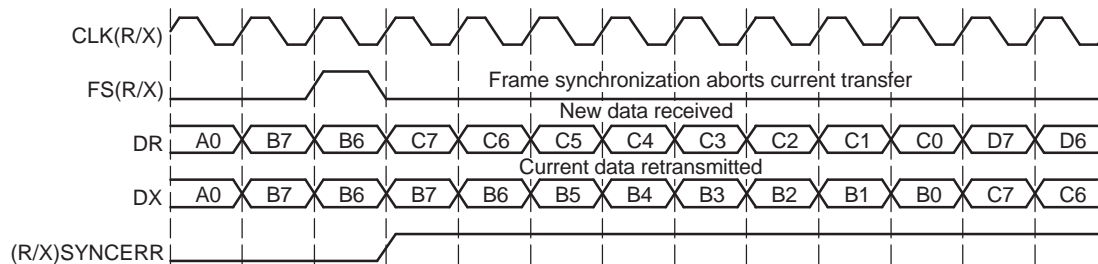 CLK(R/X)
FS(R/X)
Frame synchronization aborts current transfer
New data received
DR A0 B7 B6 C7 C6 C5 C4 C3 C2 C1 C0 D7 D6
Current data retransmitted
DX A0 B7 B6 B7 B6 B5 B4 B3 B2 B1 B0 C7 C6
(R/X)SYNCERR